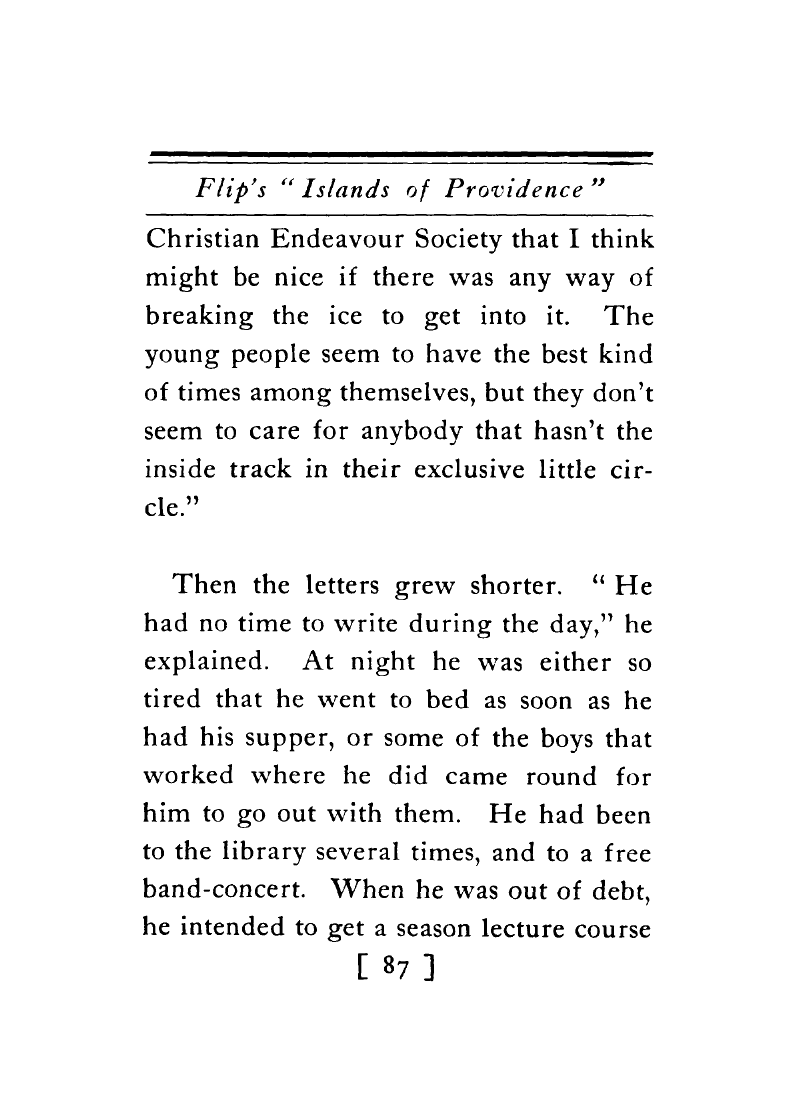 Flip's "Islands of Providence"
Christian Endeavour Society that I think
might be nice if there was any way of
breaking the ice to get into it. The
young people seem to have the best kind
of times among themselves, but they don't
seem to care for anybody that hasn't the
inside track in their exclusive little cir-
cle."
Then the letters grew shorter. "He
had no time to write during the day," he
explained. At night he was either so
tired that he went to bed as soon as he
had his supper, or some of the boys that
worked where he did came round for
him to go out with them. He had been
to the library several times, and to a free
band-concert. When he was out of debt,
he intended to get a season lecture course
[ 87 ]